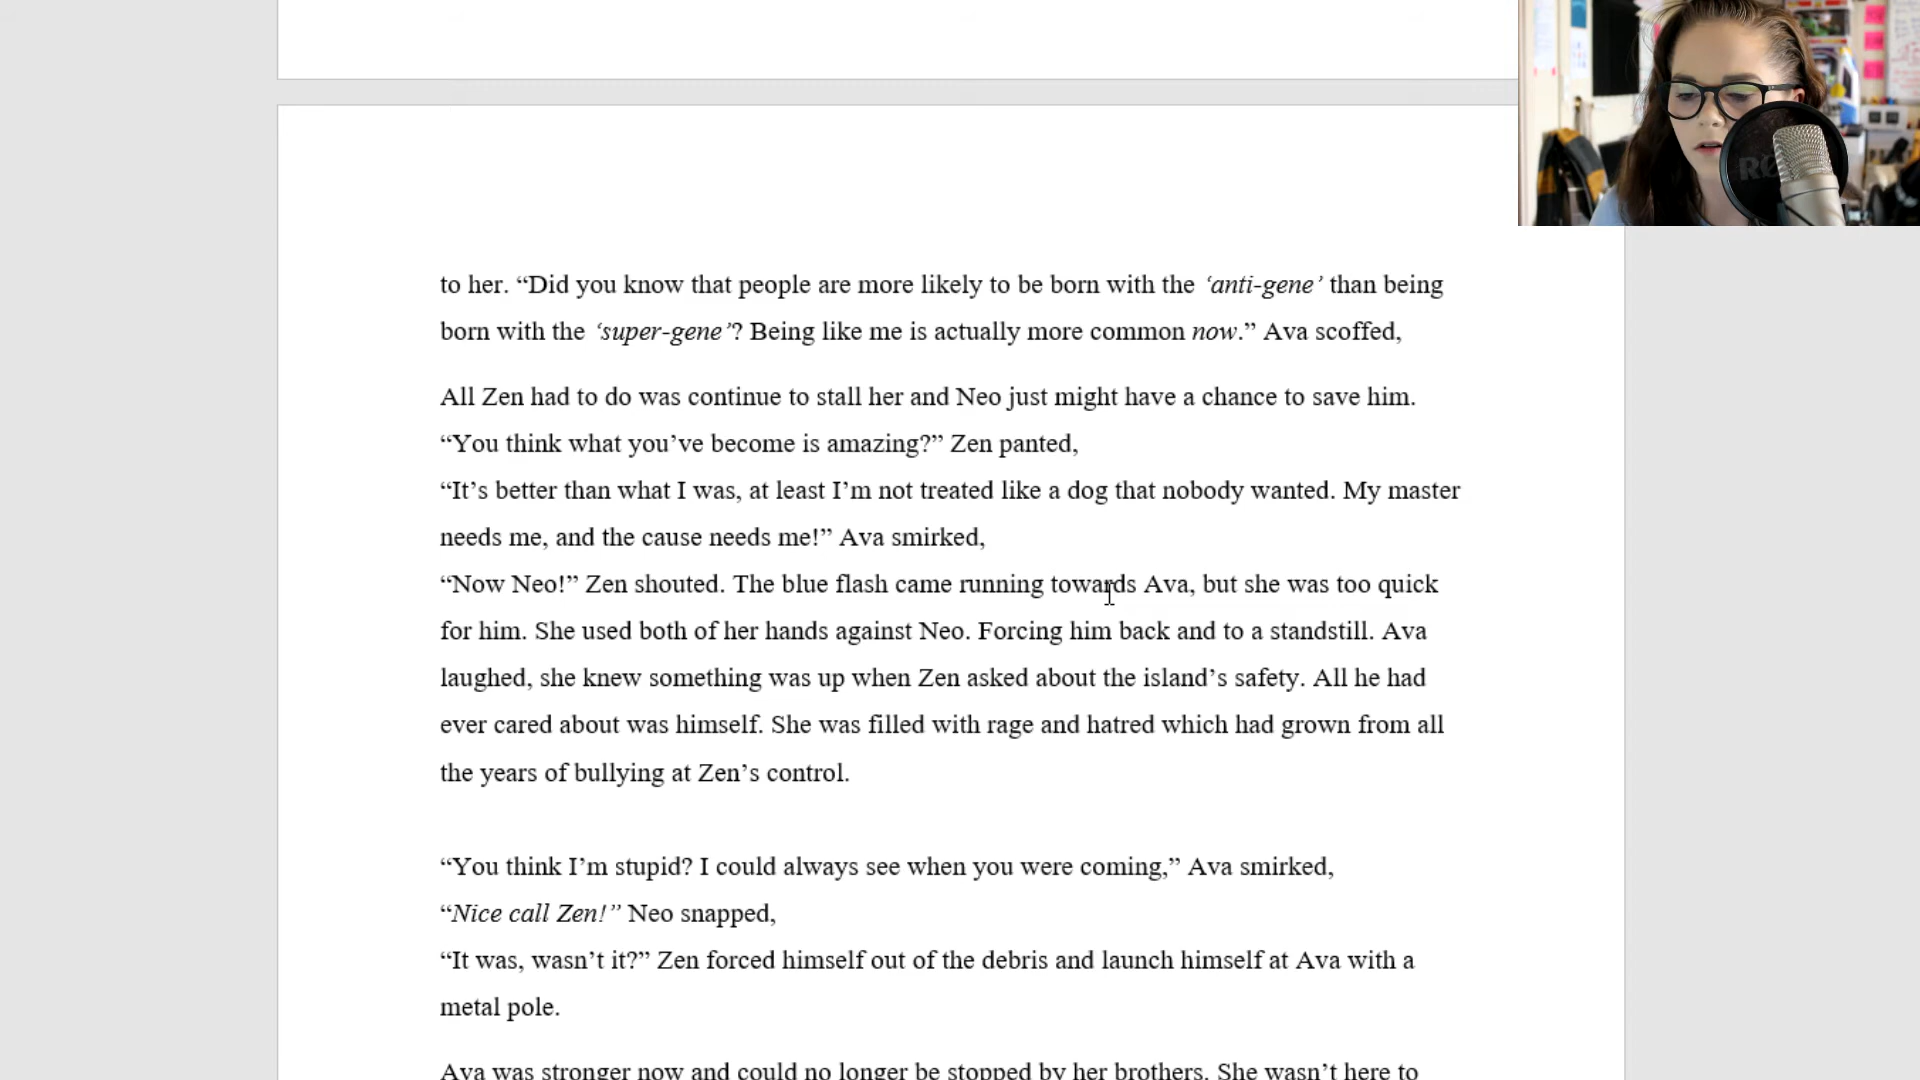 to her. “Did you know that people are more likely to be born with the ‘anti-gene’ than being
born with the ‘super-gene’? Being like me is actually more common now.” Ava scoffed,
All Zen had to do was continue to stall her and Neo just might have a chance to save him.
“You think what you’ve become is amazing?” Zen panted,
“It’s better than what I was, at least I’m not treated like a dog that nobody wanted. My master
needs me, and the cause needs me!” Ava smirked,
“Now Neo!” Zen shouted. The blue flash came running towards Ava, but she was too quick
for him. She used both of her hands against Neo. Forcing him back and to a standstill. Ava
laughed, she knew something was up when Zen asked about the island’s safety. All he had
ever cared about was himself. She was filled with rage and hatred which had grown from all
the years of bullying at Zen’s control.
“You think I’m stupid? I could always see when you were coming,” Ava smirked,
“Nice call Zen!” Neo snapped,
“It was, wasn’t it?” Zen forced himself out of the debris and launch himself at Ava with a
metal pole.
Ava was stronger now and could no longer be stopped by her brothers. She wasn’t here to
RØ